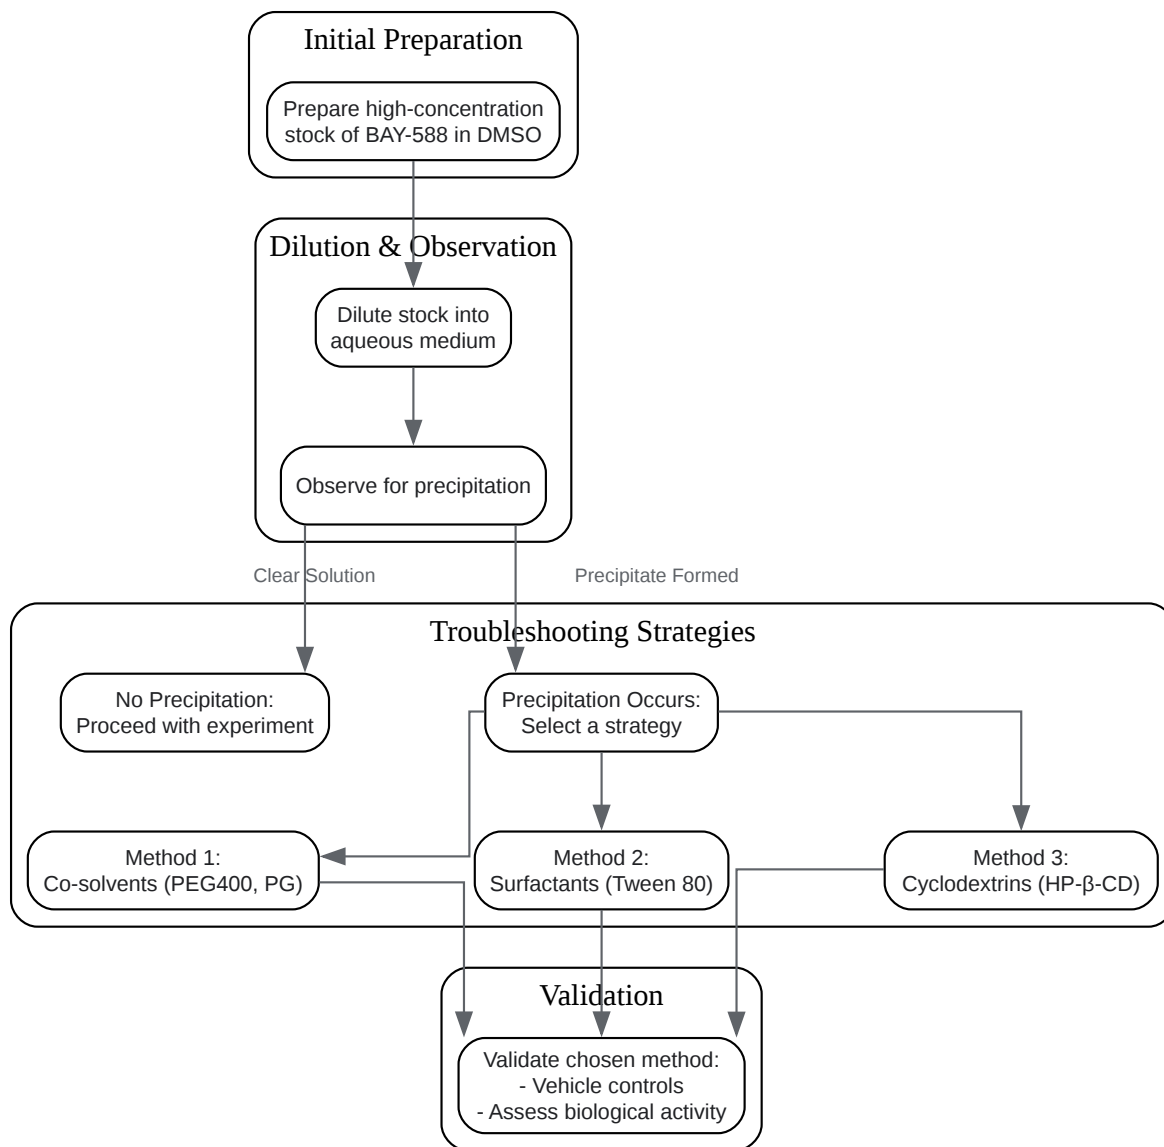 Initial Preparation
Prepare high-concentration
stock of BAY-588 in DMSO
Dilution & Observation
Dilute stock into
aqueous medium
Observe for precipitation
Clear Solution
Precipitate Formed
Troubleshooting Strategies
No Precipitation:
Proceed with experiment
Precipitation Occurs:
Select a strategy
Method 1:
Co-solvents (PEG400, PG)
Method 2:
Surfactants (Tween 80)
Method 3:
Cyclodextrins (HP-β-CD)
Validation
Validate chosen method:
- Vehicle controls
- Assess biological activity